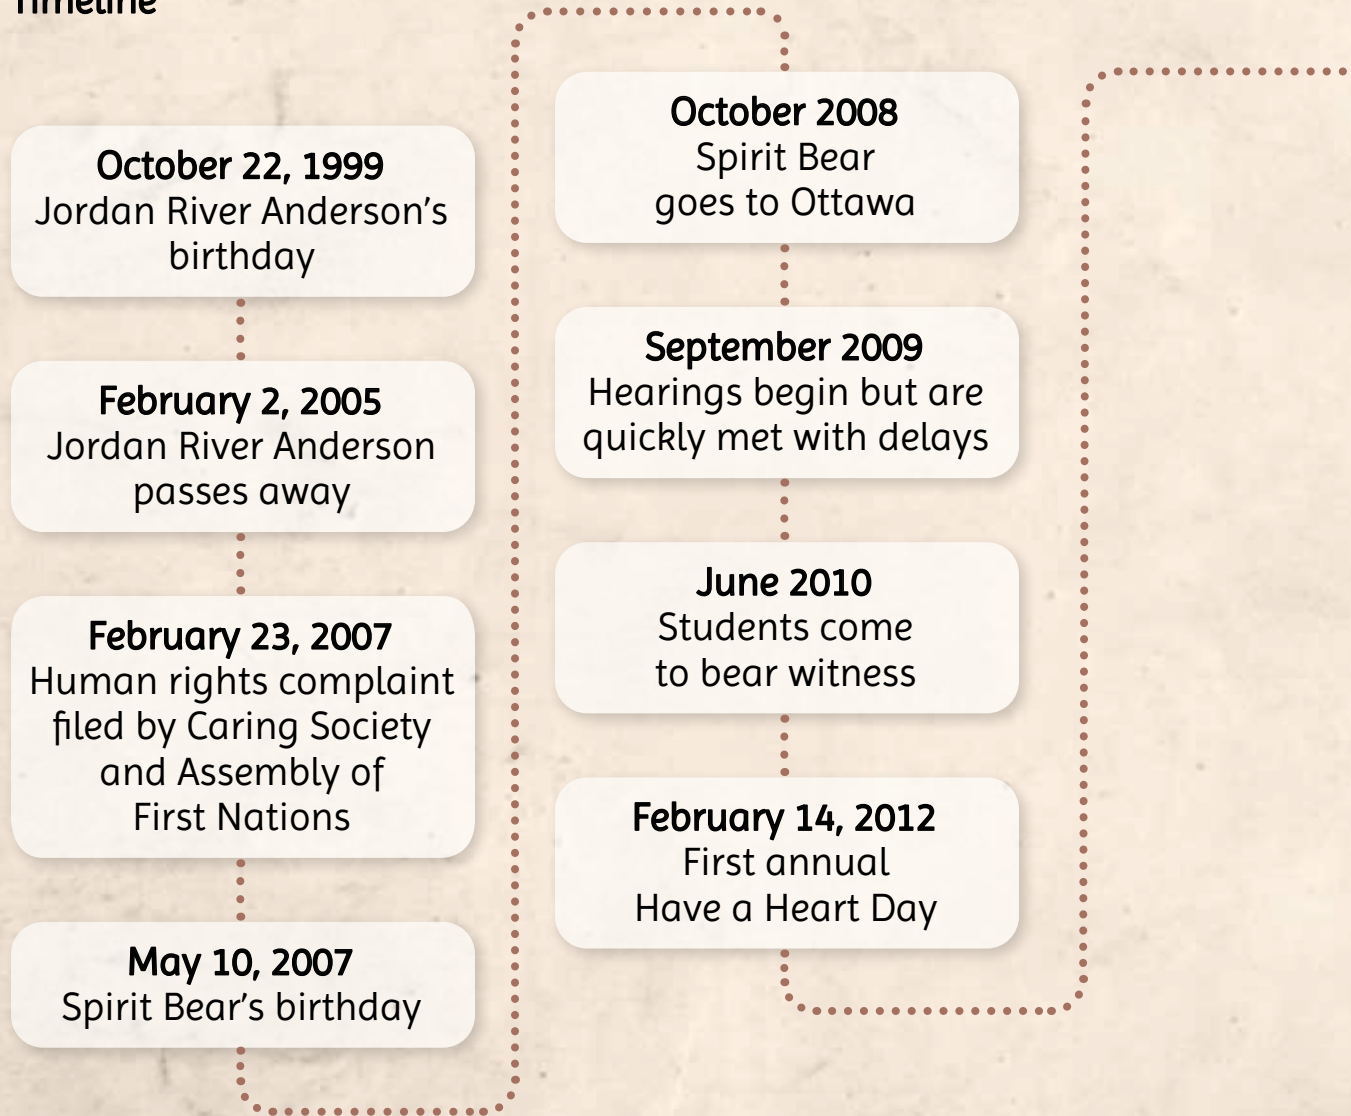 Timeline
October 22, 1999
Jordan River Anderson’s
birthday
February 2, 2005
Jordan River Anderson
passes away
February 23, 2007
Human rights complaint
filed by Caring Society
and Assembly of
First Nations
May 10, 2007
Spirit Bear’s birthday
October 2008
Spirit Bear
goes to Ottawa
September 2009
Hearings begin but are
quickly met with delays
June 2010
Students come
to bear witness
February 14, 2012
First annual
Have a Heart Day